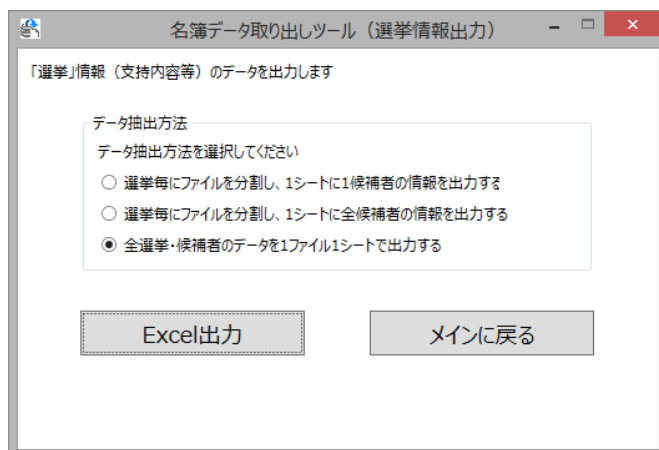 名簿データ取り出しツール（選挙情報出力）
「選挙」情報（支持内容等）のデータを出力します
データ抽出方法
データ抽出方法を選択してください
選挙毎にファイルを分割し、1シートに1候補者の情報を出力する
選挙毎にファイルを分割し、1シートに全候補者の情報を出力する
全選挙・候補者のデータを1ファイル1シートで出力する
Excel出力
メインに戻る